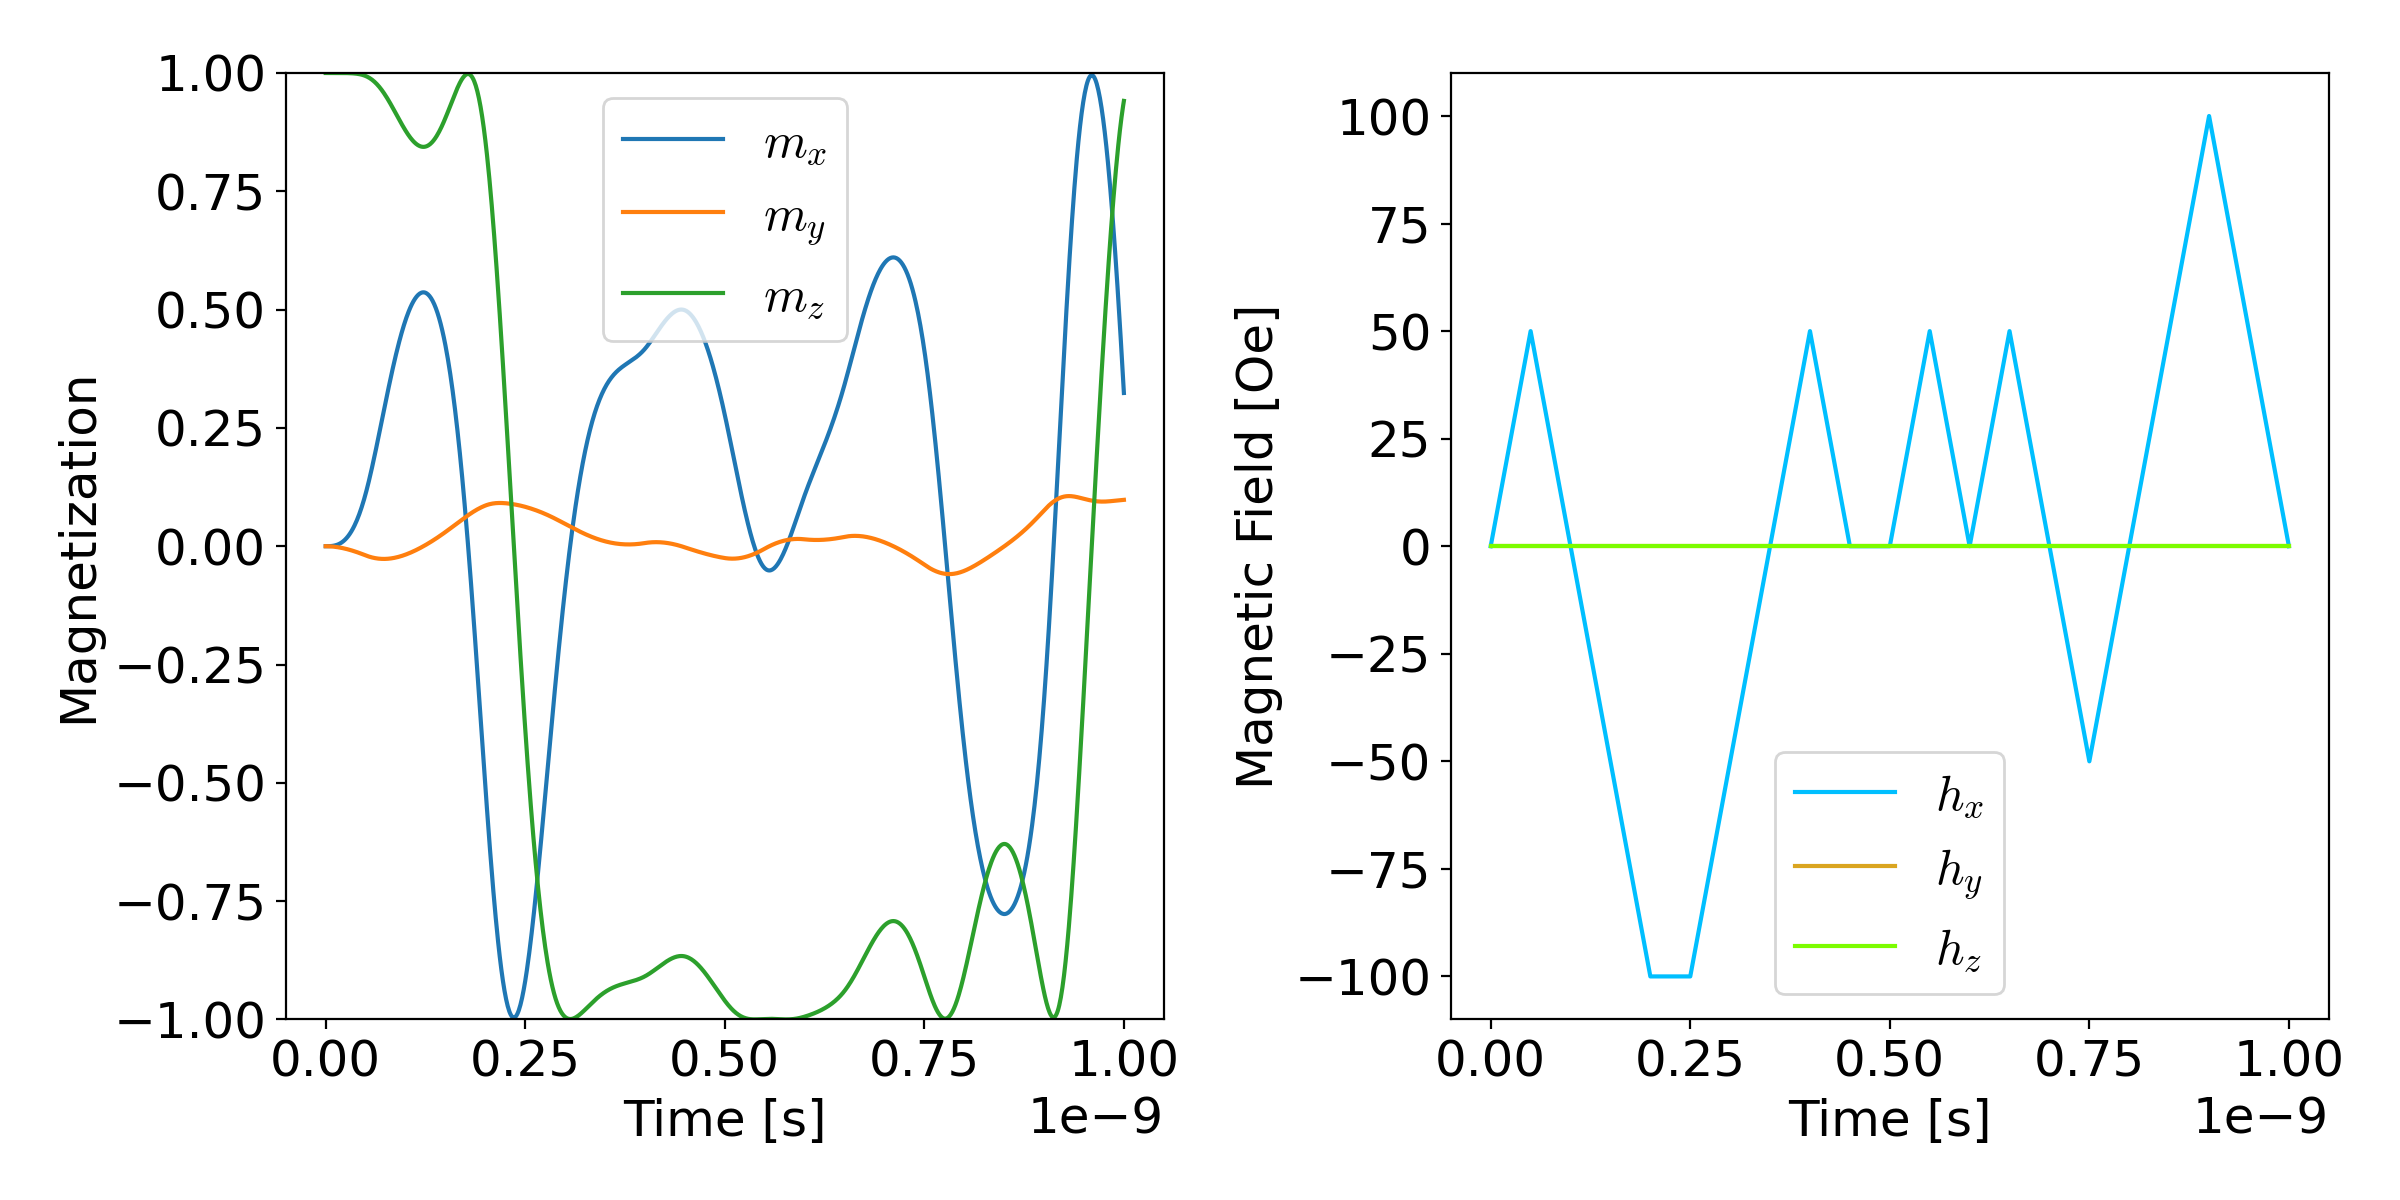 Magnetization
1.00
0.75
0.50
0.25
0.00
−0.25
−0.50
−0.75
−1.00
m_x
m_y
m_z
0.00 0.25 0.50 0.75 1.00
Time [s]
1e−9
Magnetic Field [Oe]
100
75
50
25
0
−25
−50
−75
−100
h_x
h_y
h_z
0.00 0.25 0.50 0.75 1.00
Time [s]
1e−9